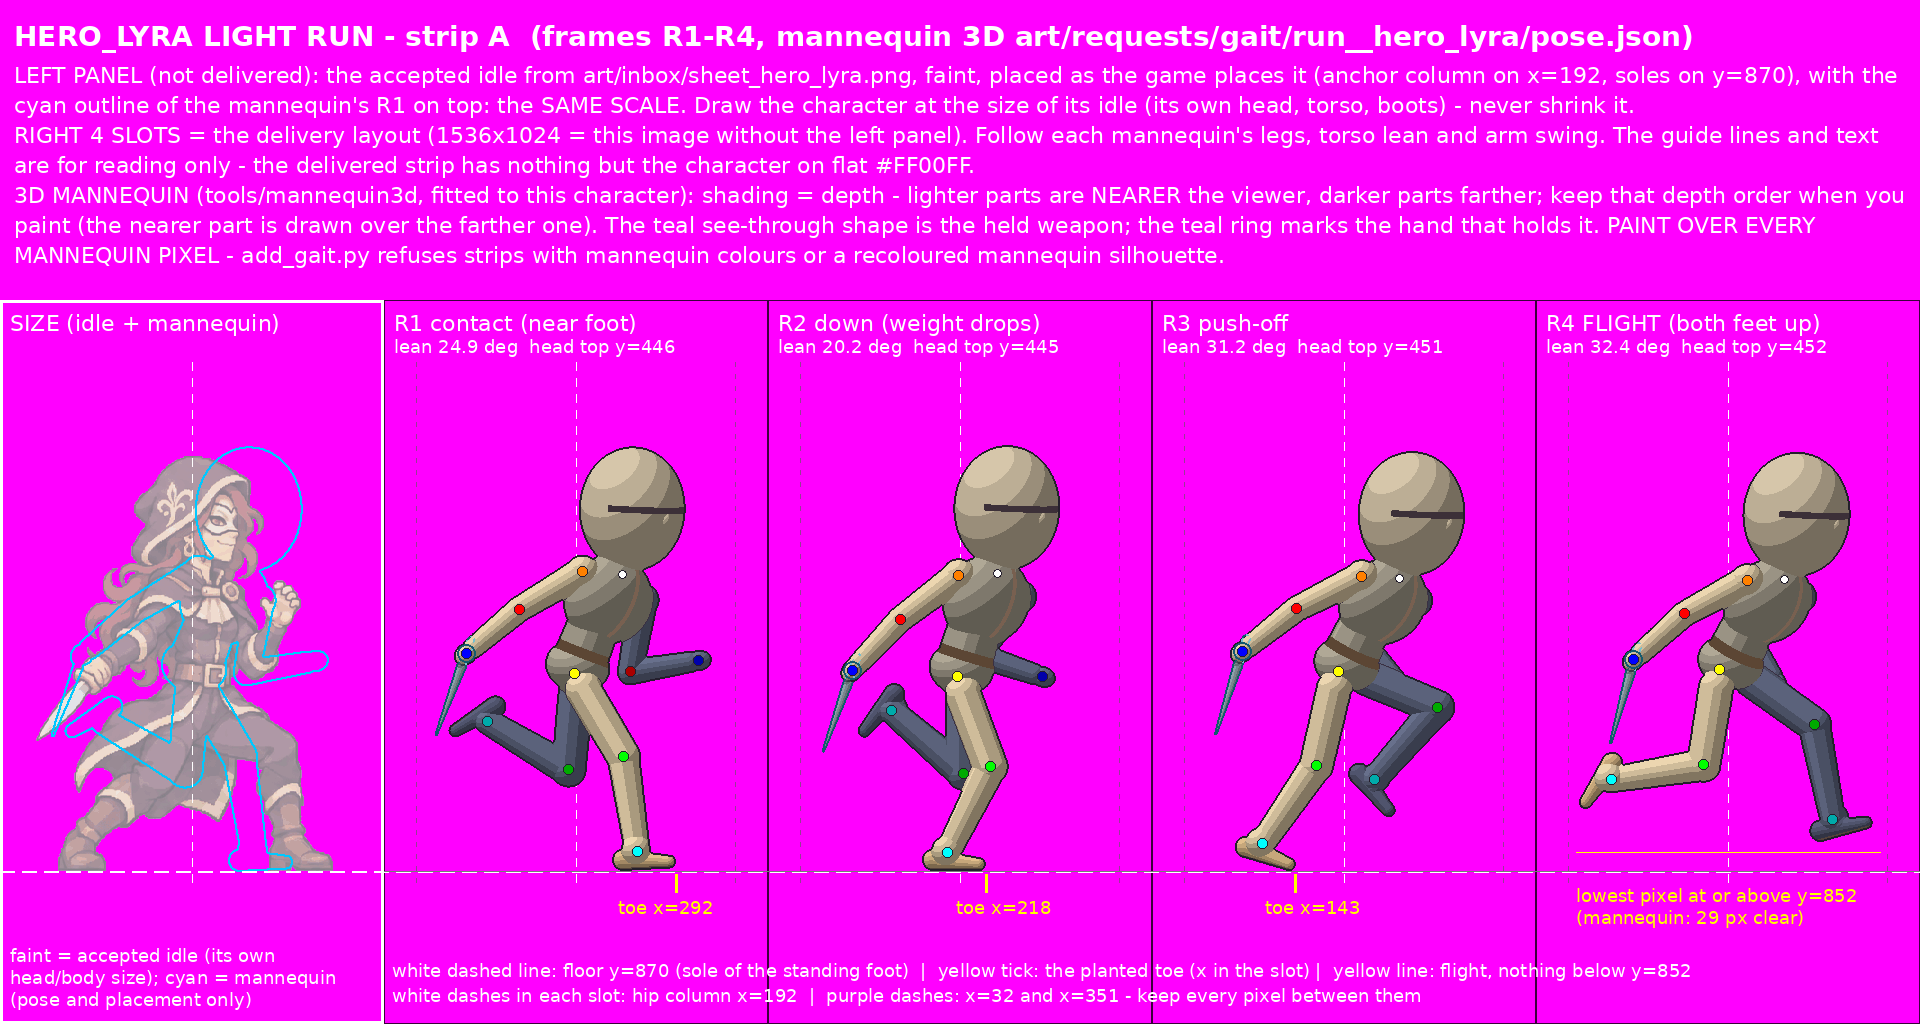 HERO_LYRA LIGHT RUN - strip A  (frames R1-R4, mannequin 3D art/requests/gait/run__hero_lyra/pose.json)
LEFT PANEL (not delivered): the accepted idle from art/inbox/sheet_hero_lyra.png, faint, placed as the game places it (anchor column on x=192, soles on y=870), with the
cyan outline of the mannequin's R1 on top: the SAME SCALE. Draw the character at the size of its idle (its own head, torso, boots) - never shrink it.
RIGHT 4 SLOTS = the delivery layout (1536x1024 = this image without the left panel). Follow each mannequin's legs, torso lean and arm swing. The guide lines and text
are for reading only - the delivered strip has nothing but the character on flat #FF00FF.
3D MANNEQUIN (tools/mannequin3d, fitted to this character): shading = depth - lighter parts are NEARER the viewer, darker parts farther; keep that depth order when you
paint (the nearer part is drawn over the farther one). The teal see-through shape is the held weapon; the teal ring marks the hand that holds it. PAINT OVER EVERY
MANNEQUIN PIXEL - add_gait.py refuses strips with mannequin colours or a recoloured mannequin silhouette.
SIZE (idle + mannequin)
R1 contact (near foot)
lean 24.9 deg  head top y=446
R2 down (weight drops)
lean 20.2 deg  head top y=445
R3 push-off
lean 31.2 deg  head top y=451
R4 FLIGHT (both feet up)
lean 32.4 deg  head top y=452
toe x=292
toe x=218
toe x=143
lowest pixel at or above y=852
(mannequin: 29 px clear)
faint = accepted idle (its own
head/body size); cyan = mannequin
(pose and placement only)
white dashed line: floor y=870 (sole of the standing foot)  |  yellow tick: the planted toe (x in the slot) |  yellow line: flight, nothing below y=852
white dashes in each slot: hip column x=192  |  purple dashes: x=32 and x=351 - keep every pixel between them